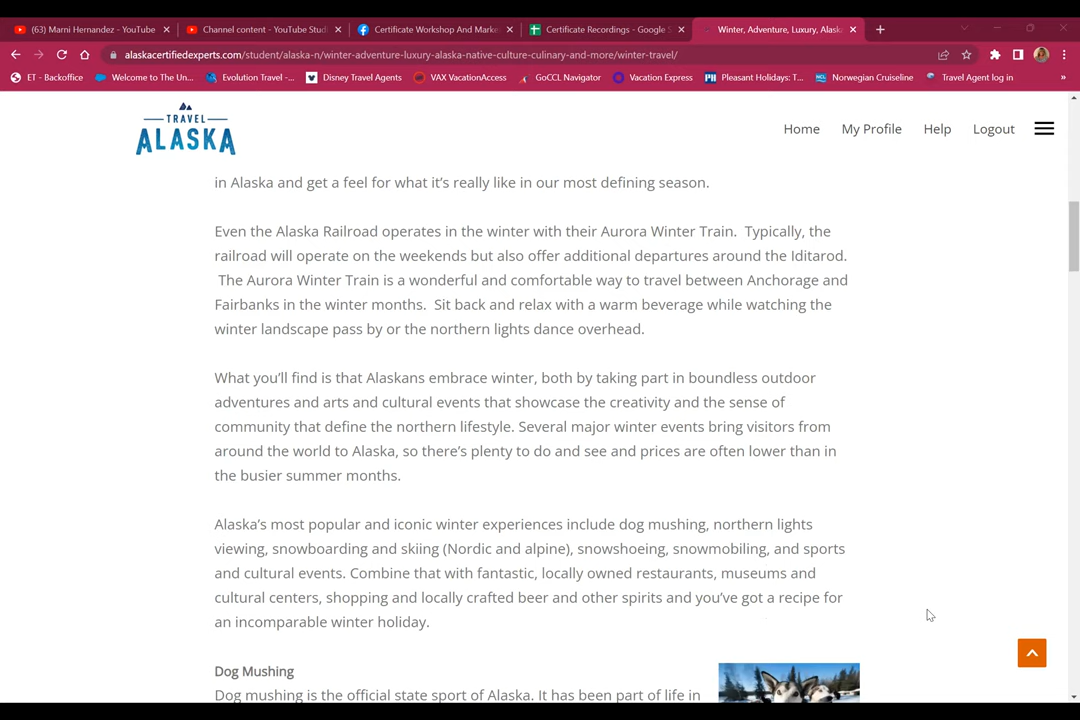 (63) Marni Hernandez - YouTube
Channel content - YouTube Studi
Certificate Workshop And Marke
Certificate Recordings - Google S
Winter, Adventure, Luxury, Alaska
alaskacertifiedexperts.com/student/alaska-n/winter-adventure-luxury-alaska-native-culture-culinary-and-more/winter-travel/
ET - Backoffice
Welcome to The Un...
Evolution Travel -...
Disney Travel Agents
VAX VacationAccess
GoCCL Navigator
Vacation Express
Pleasant Holidays: T...
Norwegian Cruiseline
Travel Agent log in
»
TRAVEL
ALASKA
Home
My Profile
Help
Logout
in Alaska and get a feel for what it's really like in our most defining season.
Even the Alaska Railroad operates in the winter with their Aurora Winter Train. Typically, the
railroad will operate on the weekends but also offer additional departures around the Iditarod.
The Aurora Winter Train is a wonderful and comfortable way to travel between Anchorage and
Fairbanks in the winter months. Sit back and relax with a warm beverage while watching the
winter landscape pass by or the northern lights dance overhead.
What you'll find is that Alaskans embrace winter, both by taking part in boundless outdoor
adventures and arts and cultural events that showcase the creativity and the sense of
community that define the northern lifestyle. Several major winter events bring visitors from
around the world to Alaska, so there's plenty to do and see and prices are often lower than in
the busier summer months.
Alaska's most popular and iconic winter experiences include dog mushing, northern lights
viewing, snowboarding and skiing (Nordic and alpine), snowshoeing, snowmobiling, and sports
and cultural events. Combine that with fantastic, locally owned restaurants, museums and
cultural centers, shopping and locally crafted beer and other spirits and you've got a recipe for
an incomparable winter holiday.
Dog Mushing
Dog mushing is the official state sport of Alaska. It has been part of life in